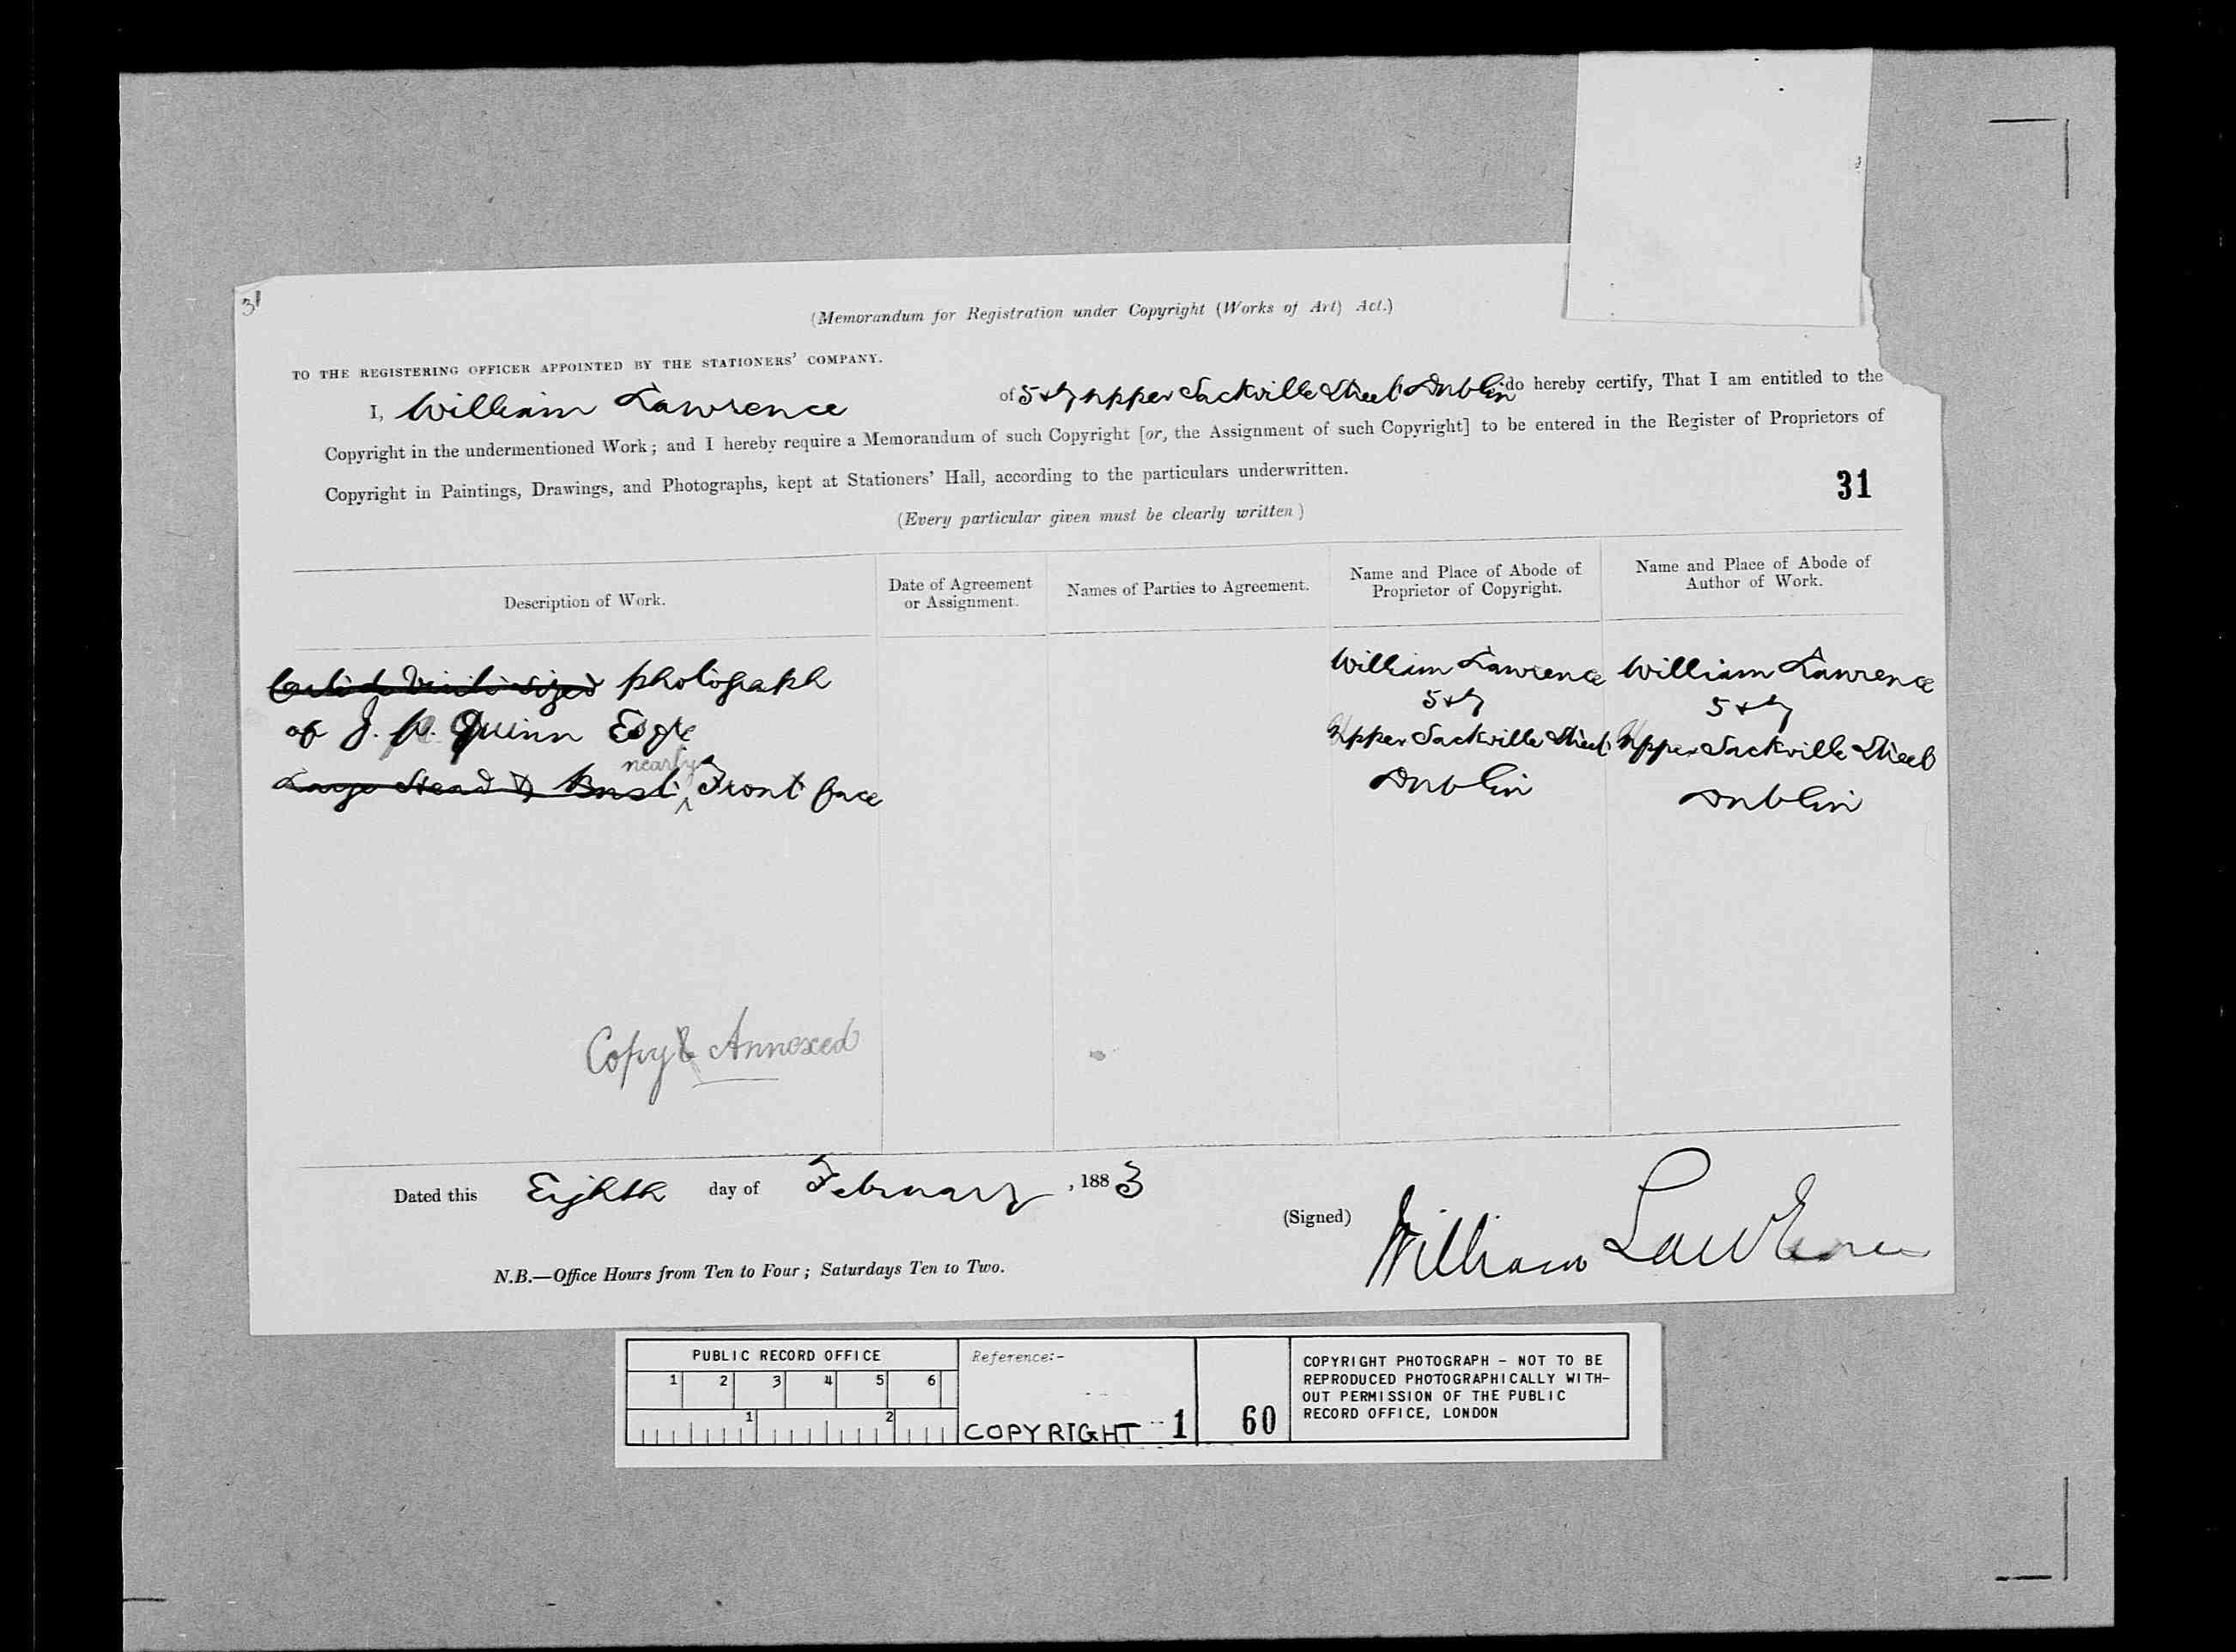 31
(Memorandum for Registration under Copyright (Works of Art) Act.)
TO THE REGISTERING OFFICER APPOINTED BY THE STATIONERS' COMPANY.
I, William Lawrence of 5 & 7 upper Sackville Street Dublin do hereby certify, That I am entitled to the
Copyright in the undermentioned Work; and I hereby require a Memorandum of such Copyright [or, the Assignment of such Copyright] to be entered in the Register of Proprietors of
Copyright in Paintings, Drawings, and Photographs, kept at Stationers' Hall, according to the particulars underwritten.
31
(Every particular given must be clearly written)
Description of Work.
Date of Agreement
or Assignment.
Names of Parties to Agreement.
Name and Place of Abode of
Proprietor of Copyright.
Name and Place of Abode of
Author of Work.
Carte de Visite sized photograph
of J. P. Quinn Esqre
nearly
Large Head & Bust Front face
William Lawrence
5 & 7
Upper Sackville Street
Dublin
William Lawrence
5 & 7
Upper Sackville Street
Dublin
Copy Annexed
Dated this Eighth day of February, 1883
(Signed) William Lawrence
N.B.—Office Hours from Ten to Four; Saturdays Ten to Two.
PUBLIC RECORD OFFICE
1 2 3 4 5 6
1 2
Reference:-
COPYRIGHT 1
60
COPYRIGHT PHOTOGRAPH - NOT TO BE
REPRODUCED PHOTOGRAPHICALLY WITH-
OUT PERMISSION OF THE PUBLIC
RECORD OFFICE, LONDON